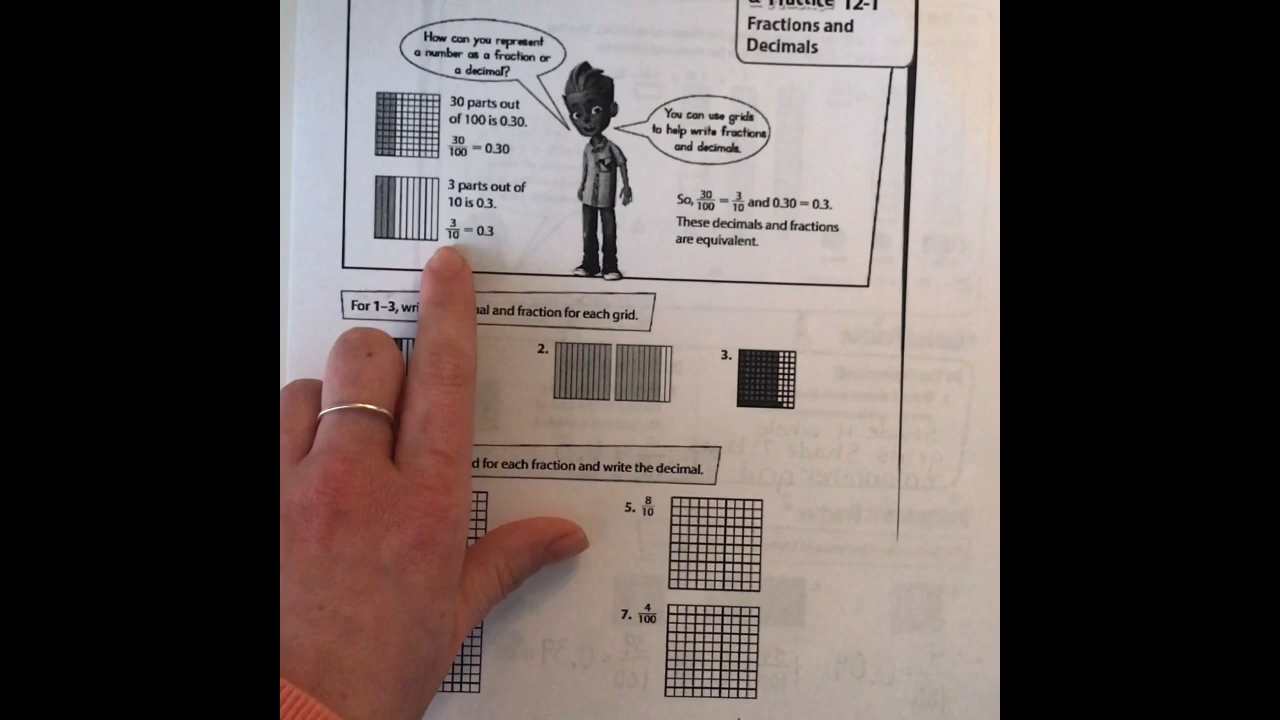 Practice 12-1
Fractions and
Decimals
How can you represent
a number as a fraction or
a decimal?
30 parts out
of 100 is 0.30.
30/100 = 0.30
You can use grids
to help write fractions
and decimals.
3 parts out of
10 is 0.3.
3/10 = 0.3
So, 30/100 = 3/10 and 0.30 = 0.3.
These decimals and fractions
are equivalent.
For 1–3, and fraction for each grid.
2.
3.
for each fraction and write the decimal.
5. 8/10
7. 4/100